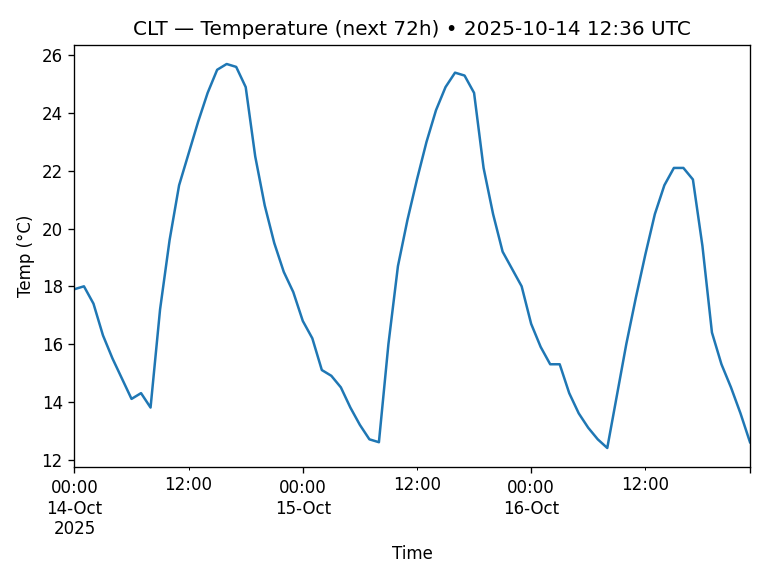 CLT — Temperature (next 72h) • 2025-10-14 12:36 UTC
Temp (°C)
26
24
22
20
18
16
14
12
00:00 12:00 00:00 12:00 00:00 12:00
14-Oct 15-Oct 16-Oct
2025
Time